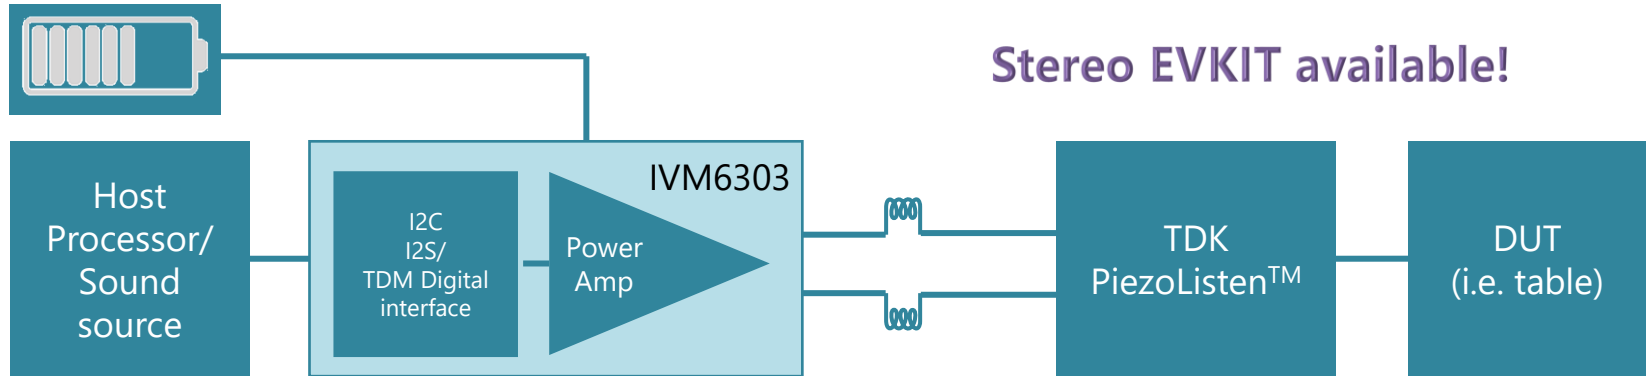 Stereo EVKIT available!
Host
Processor/
Sound
source
I2C
I2S/
TDM Digital
interface
Power
Amp
IVM6303
TDK
PiezoListen™
DUT
(i.e. table)